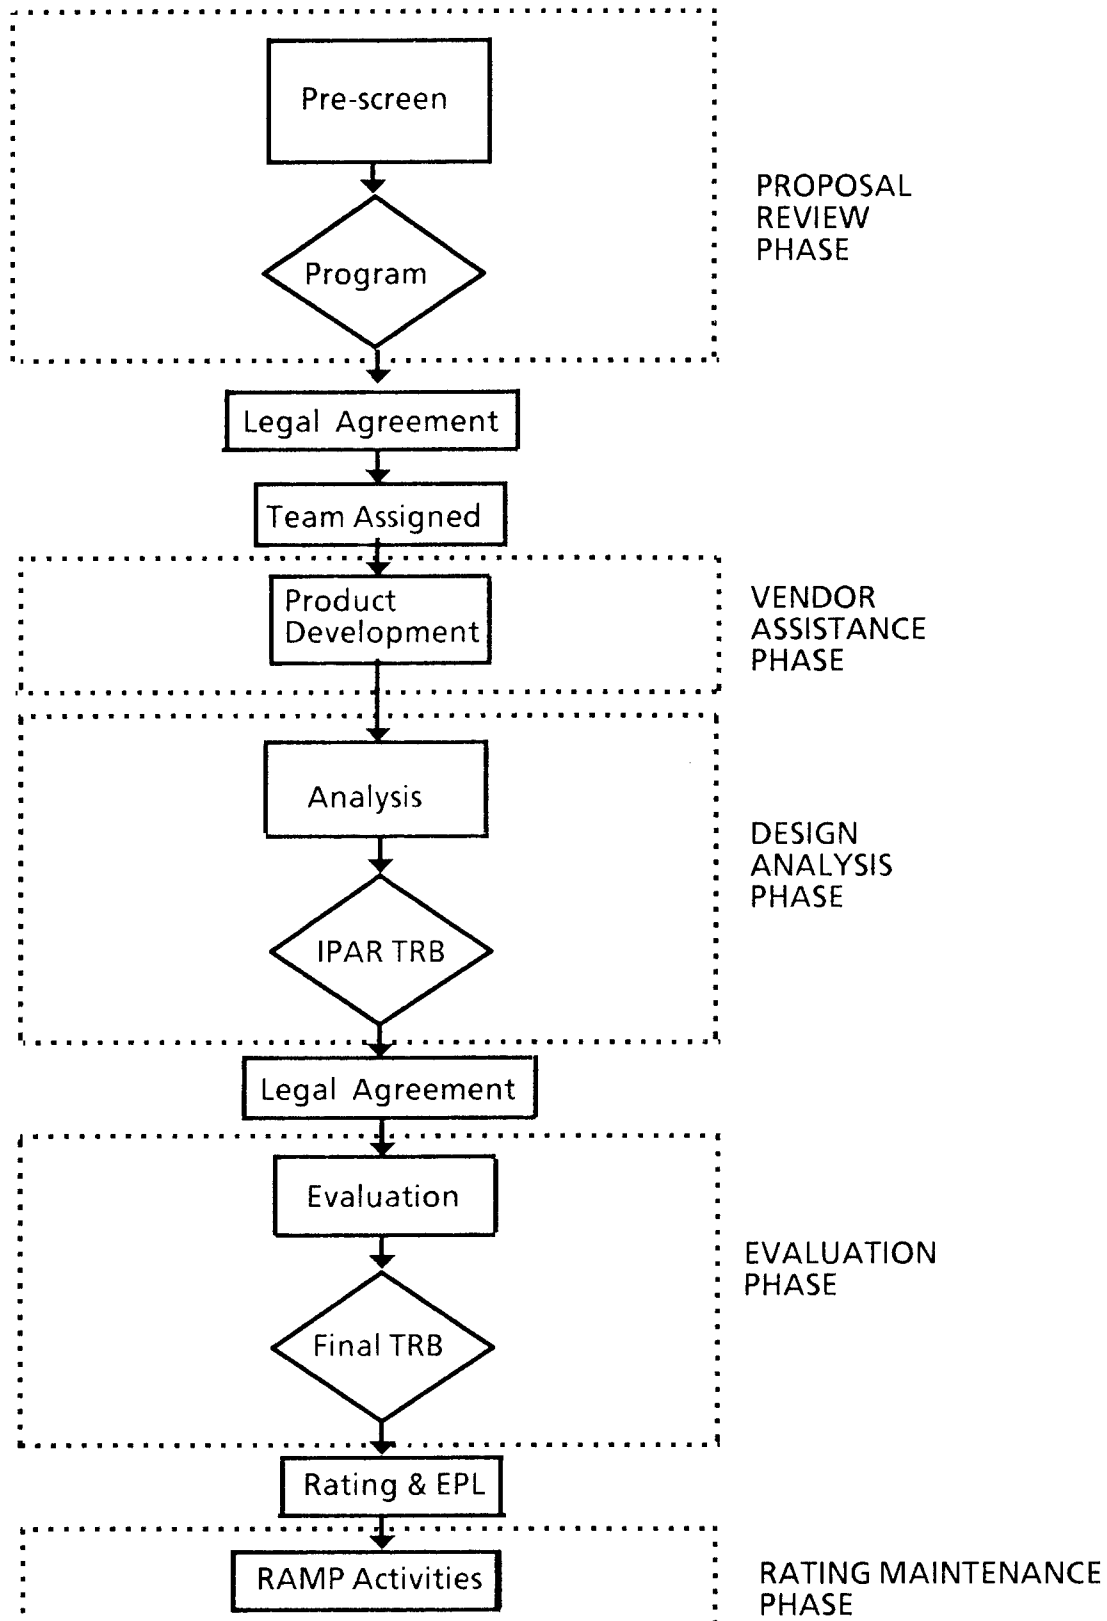 Pre-screen
PROPOSAL
REVIEW
PHASE
Program
Legal Agreement
Team Assigned
Product
Development
VENDOR
ASSISTANCE
PHASE
Analysis
DESIGN
ANALYSIS
PHASE
IPAR TRB
Legal Agreement
Evaluation
EVALUATION
PHASE
Final TRB
Rating & EPL
RAMP Activities
RATING MAINTENANCE
PHASE